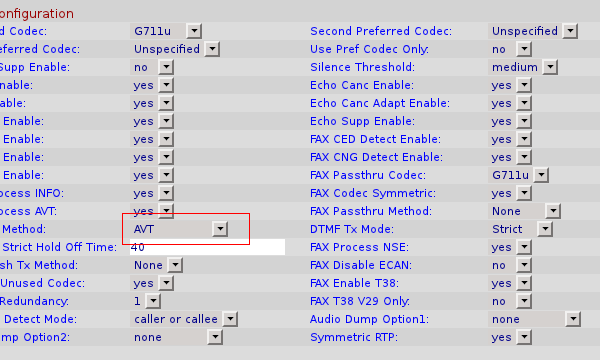 onfiguration
d Codec: G711u Second Preferred Codec: Unspecified
eferred Codec: Unspecified Use Pref Codec Only: no
Supp Enable: no Silence Threshold: medium
nable: yes Echo Canc Enable: yes
able: yes Echo Canc Adapt Enable: yes
Enable: yes Echo Supp Enable: yes
Enable: yes FAX CED Detect Enable: yes
Enable: yes FAX CNG Detect Enable: yes
Enable: yes FAX Passthru Codec: G711u
ocess INFO: yes FAX Codec Symmetric: yes
ocess AVT: yes FAX Passthru Method: None
Method: AVT DTMF Tx Mode: Strict
Strict Hold Off Time: 40 FAX Process NSE: yes
sh Tx Method: None FAX Disable ECAN: no
Unused Codec: yes FAX Enable T38: yes
Redundancy: 1 FAX T38 V29 Only: no
Detect Mode: caller or callee Audio Dump Option1: none
mp Option2: none Symmetric RTP: yes